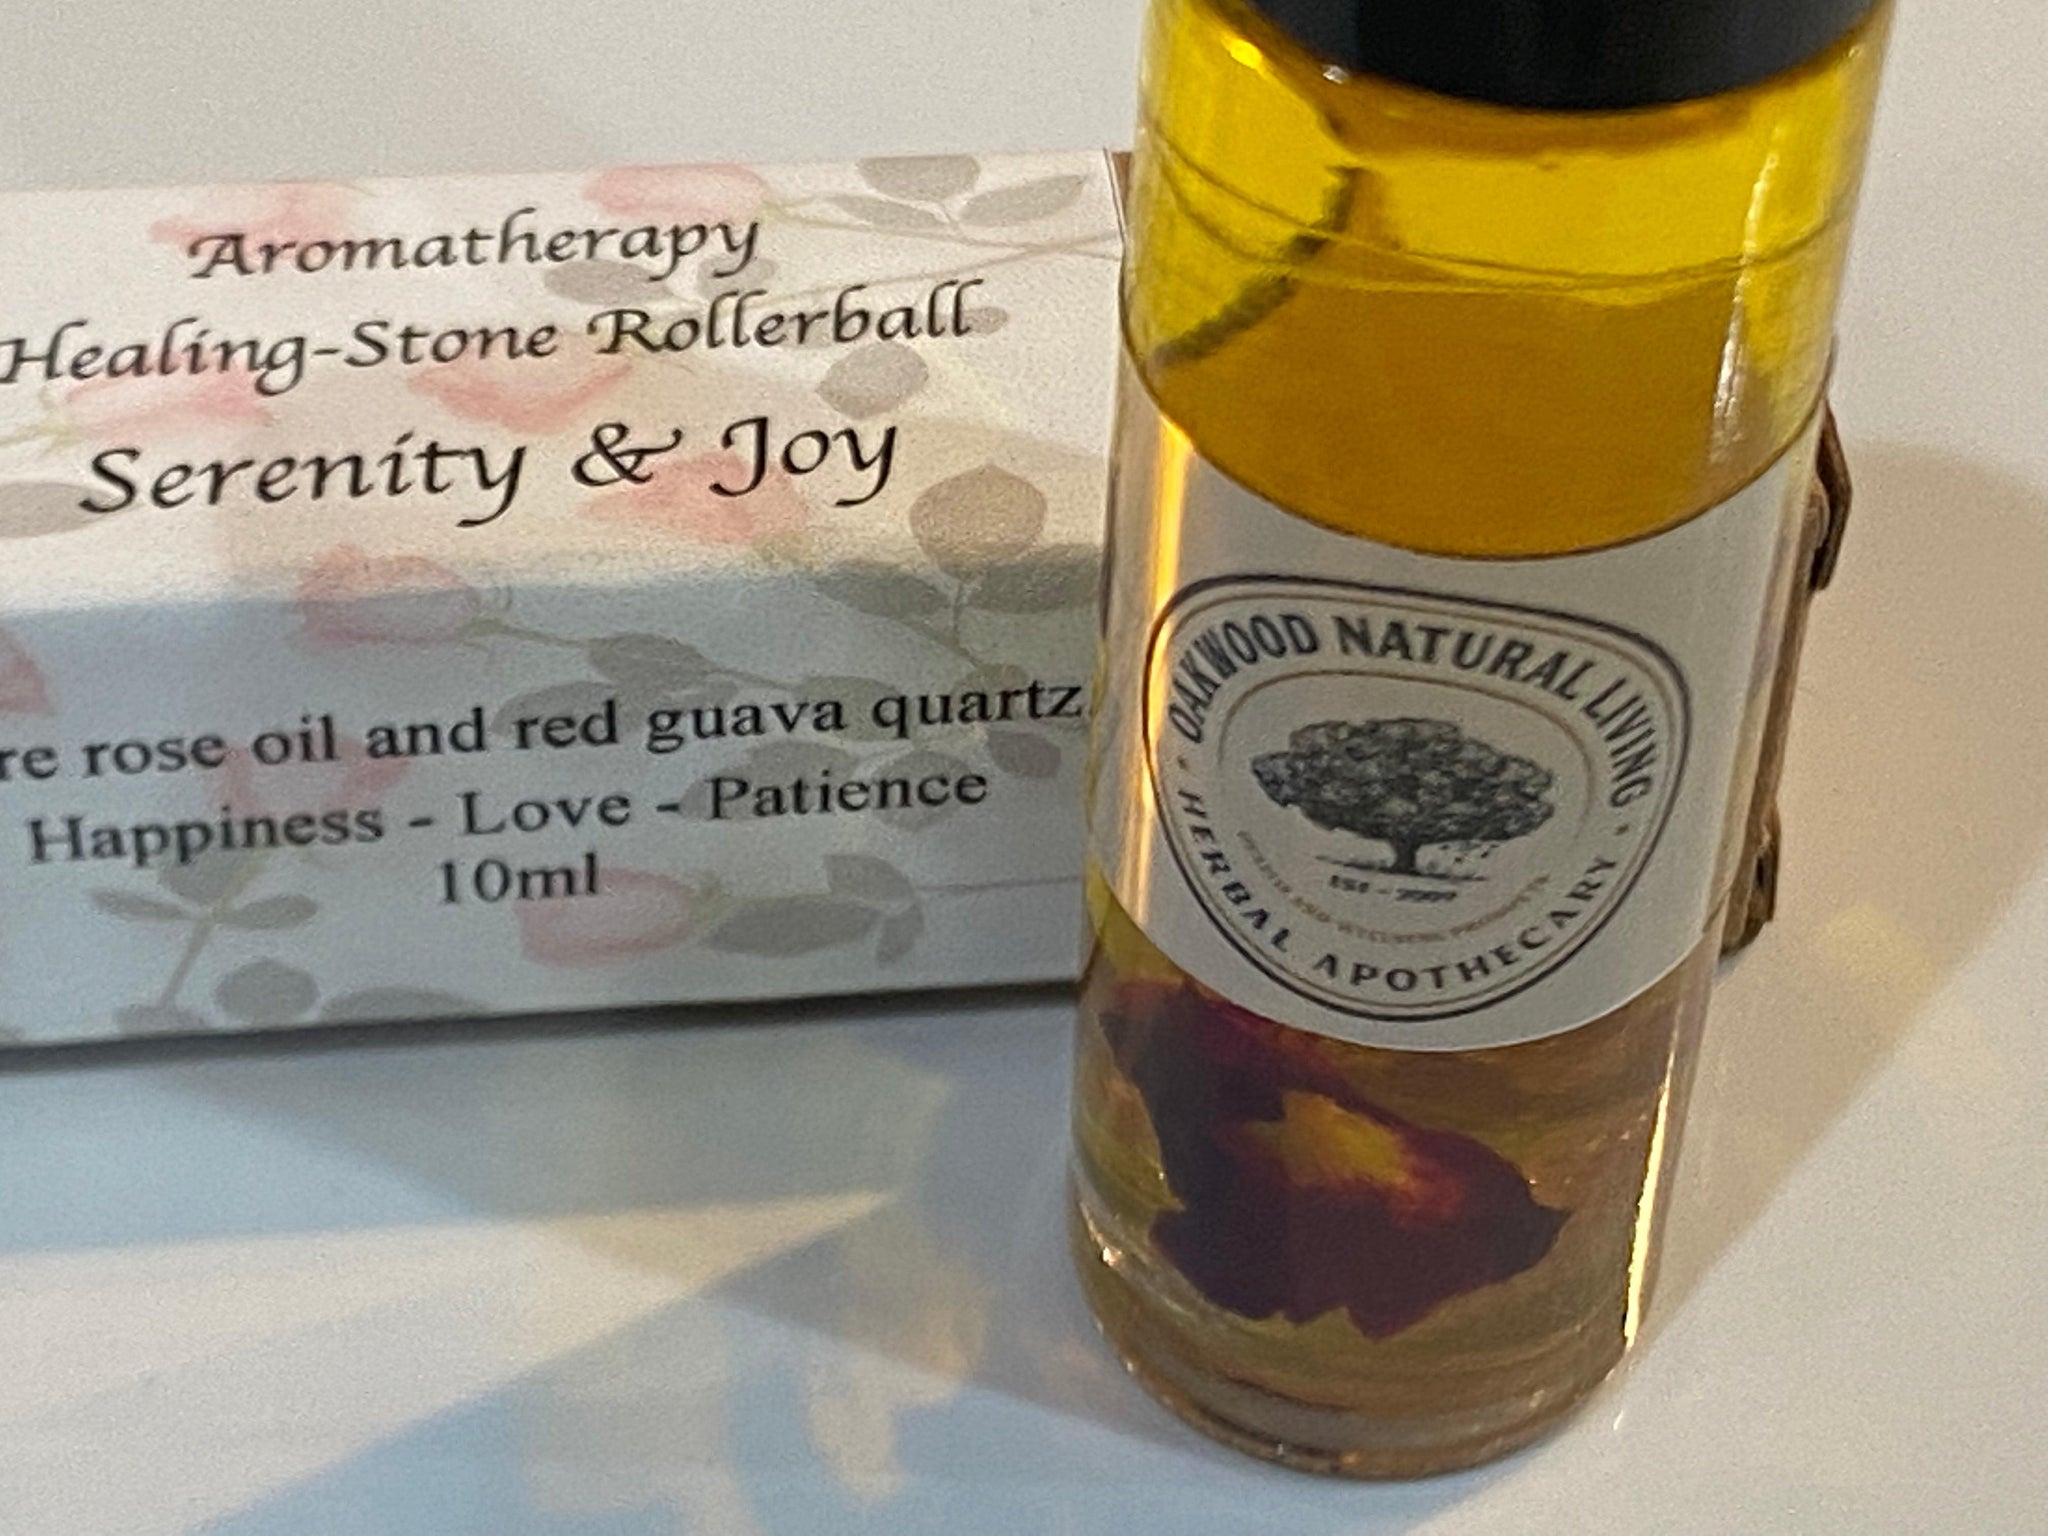 Aromatherapy
Healing-Stone Rollerball
Serenity & Joy
rose oil and red guava quartz
Happiness - Love - Patience
10ml
OAKWOOD NATURAL LIVING
HERBAL APOTHECARY